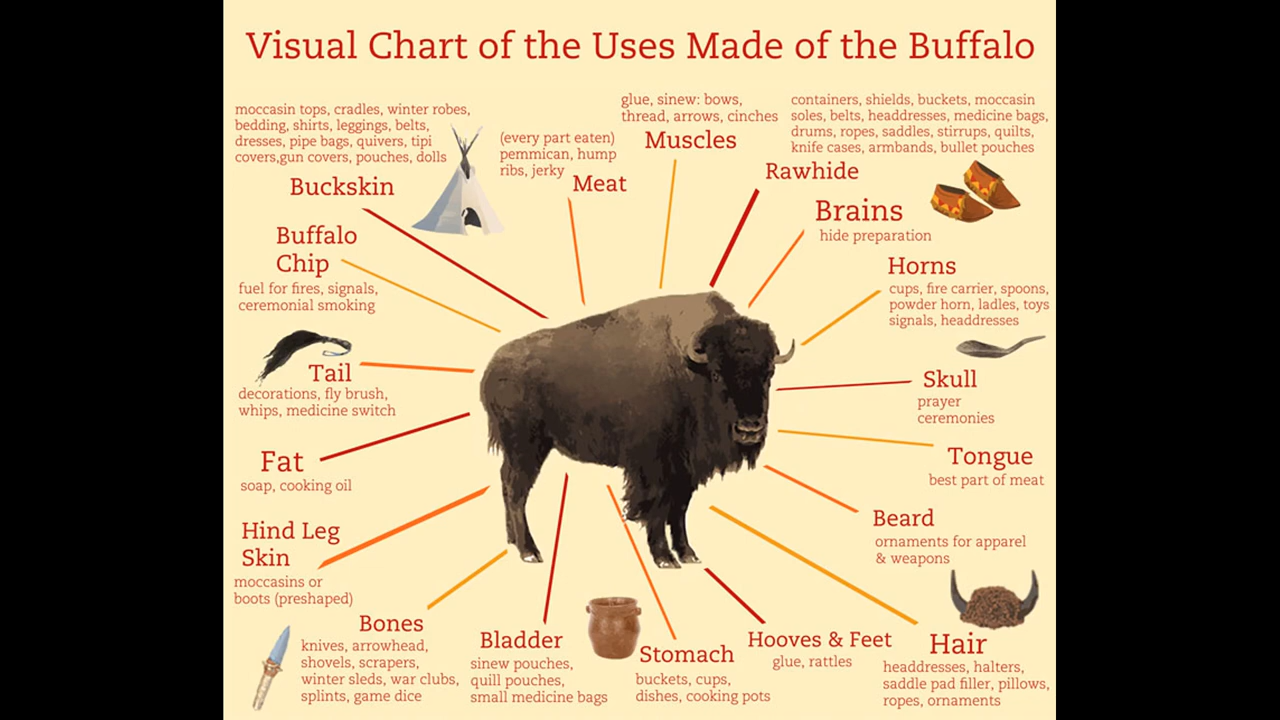 Visual Chart of the Uses Made of the Buffalo
moccasin tops, cradles, winter robes,
bedding, shirts, leggings, belts,
dresses, pipe bags, quivers, tipi
covers,gun covers, pouches, dolls
Buckskin
(every part eaten)
pemmican, hump
ribs, jerky
Meat
glue, sinew: bows,
thread, arrows, cinches
Muscles
containers, shields, buckets, moccasin
soles, belts, headdresses, medicine bags,
drums, ropes, saddles, stirrups, quilts,
knife cases, armbands, bullet pouches
Rawhide
Brains
hide preparation
Buffalo
Chip
fuel for fires, signals,
ceremonial smoking
Horns
cups, fire carrier, spoons,
powder horn, ladles, toys
signals, headdresses
Tail
decorations, fly brush,
whips, medicine switch
Skull
prayer
ceremonies
Fat
soap, cooking oil
Tongue
best part of meat
Hind Leg
Skin
moccasins or
boots (preshaped)
Beard
ornaments for apparel
& weapons
Bones
knives, arrowhead,
shovels, scrapers,
winter sleds, war clubs,
splints, game dice
Bladder
sinew pouches,
quill pouches,
small medicine bags
Stomach
buckets, cups,
dishes, cooking pots
Hooves & Feet
glue, rattles
Hair
headdresses, halters,
saddle pad filler, pillows,
ropes, ornaments